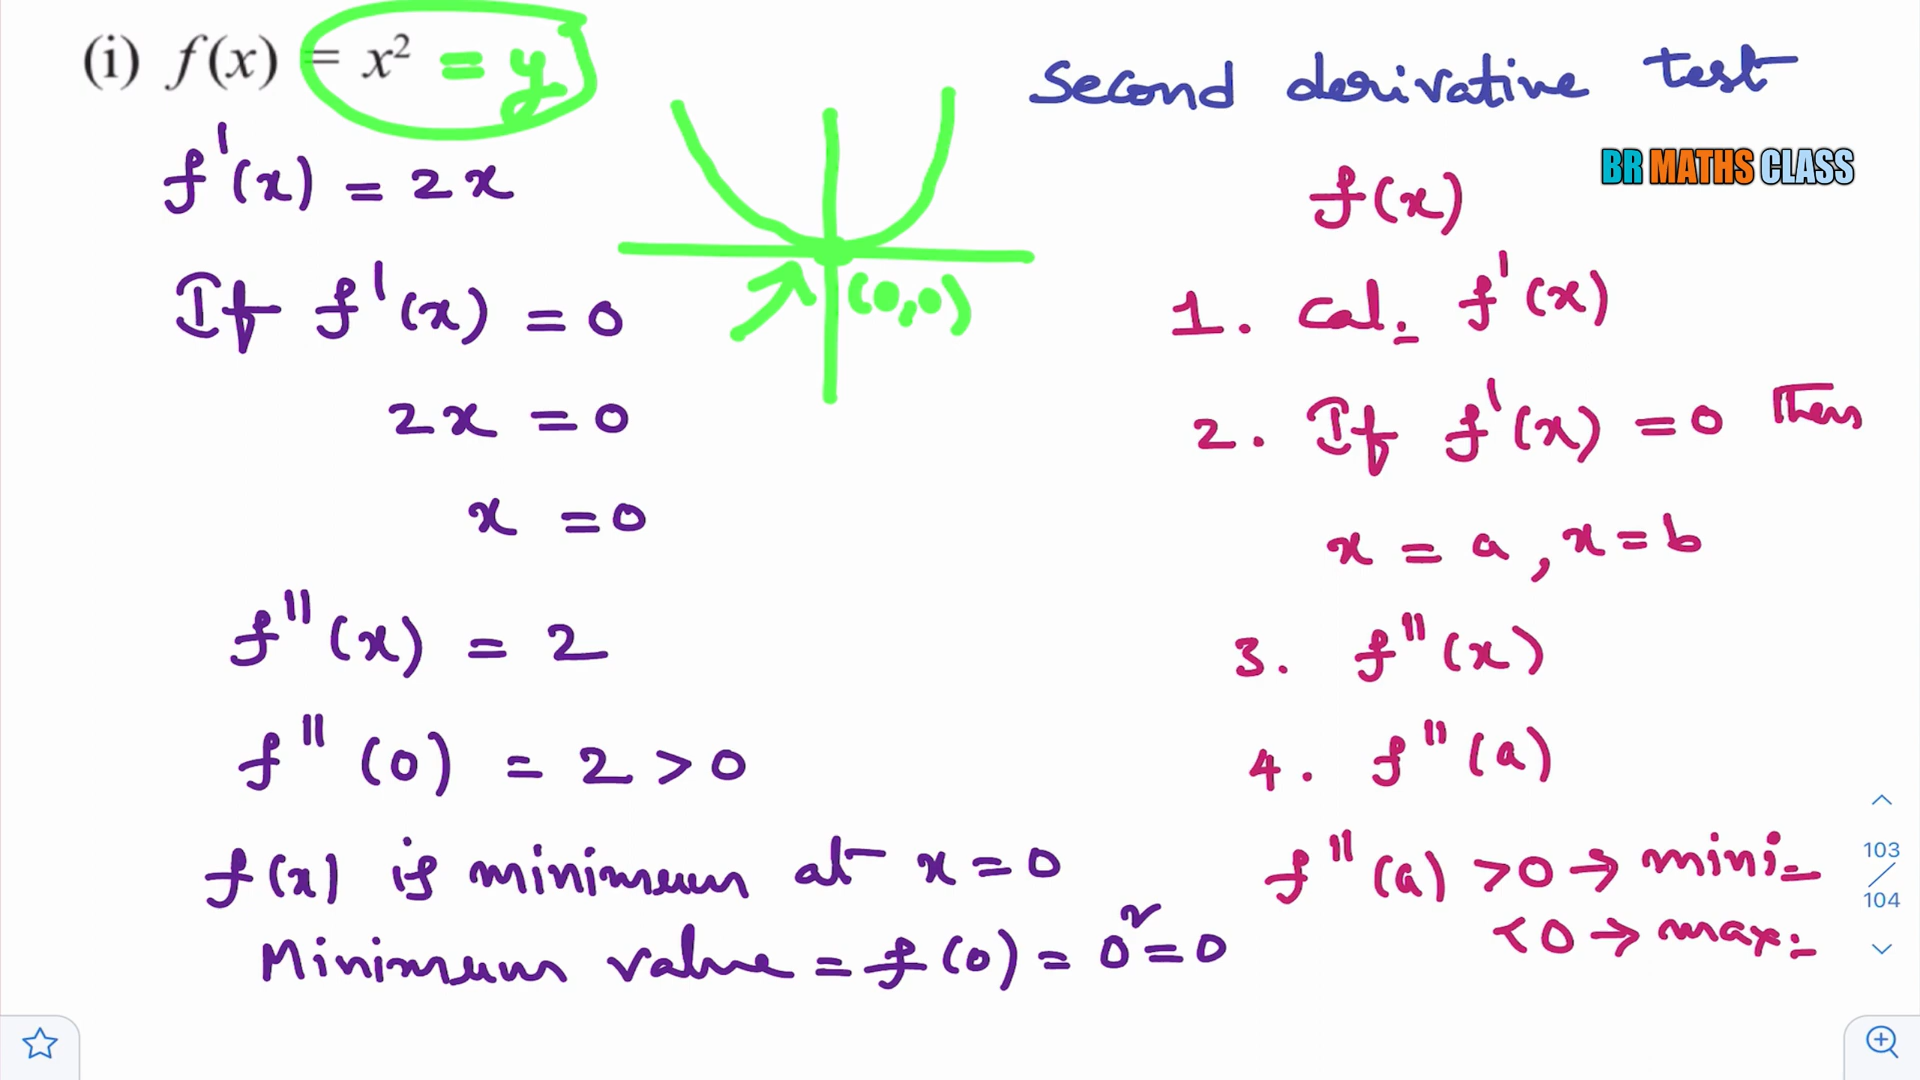 (i) f(x) = x² = y
f'(x) = 2x
If f'(x) = 0
2x = 0
x = 0
f''(x) = 2
f''(0) = 2 > 0
f(x) is minimum at x = 0
Minimum value = f(0) = 0² = 0
(0,0)
Second derivative test
BR MATHS CLASS
f(x)
1. Cal. f'(x)
2. If f'(x) = 0 Then
x = a, x = b
3. f''(x)
4. f''(a)
f''(a) > 0 → mini.
< 0 → max.
103
104